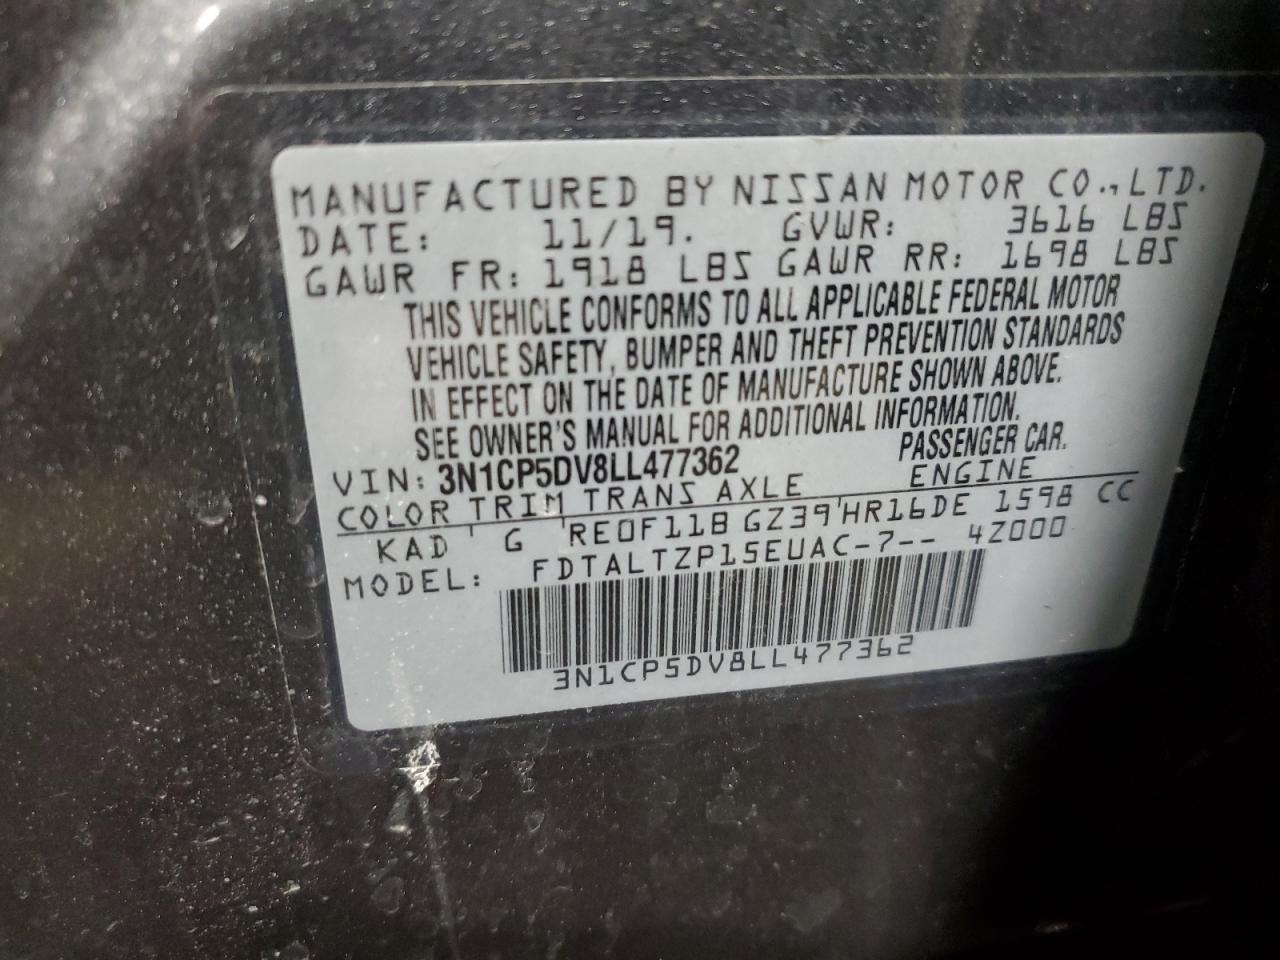 MANUFACTURED BY NISSAN MOTOR CO., LTD.
DATE: 11/19. GVWR: 3616 LBS
GAWR FR: 1918 LBS GAWR RR: 1698 LBS
THIS VEHICLE CONFORMS TO ALL APPLICABLE FEDERAL MOTOR
VEHICLE SAFETY, BUMPER AND THEFT PREVENTION STANDARDS
IN EFFECT ON THE DATE OF MANUFACTURE SHOWN ABOVE.
SEE OWNER'S MANUAL FOR ADDITIONAL INFORMATION.
VIN: 3N1CP5DV8LL477362 PASSENGER CAR.
COLOR TRIM TRANS AXLE ENGINE
KAD ' G 'RE0F11B GZ39'HR16DE 1598 CC
MODEL: FDTALTZP15EUAC-7-- 4Z000
3N1CP5DV8LL477362